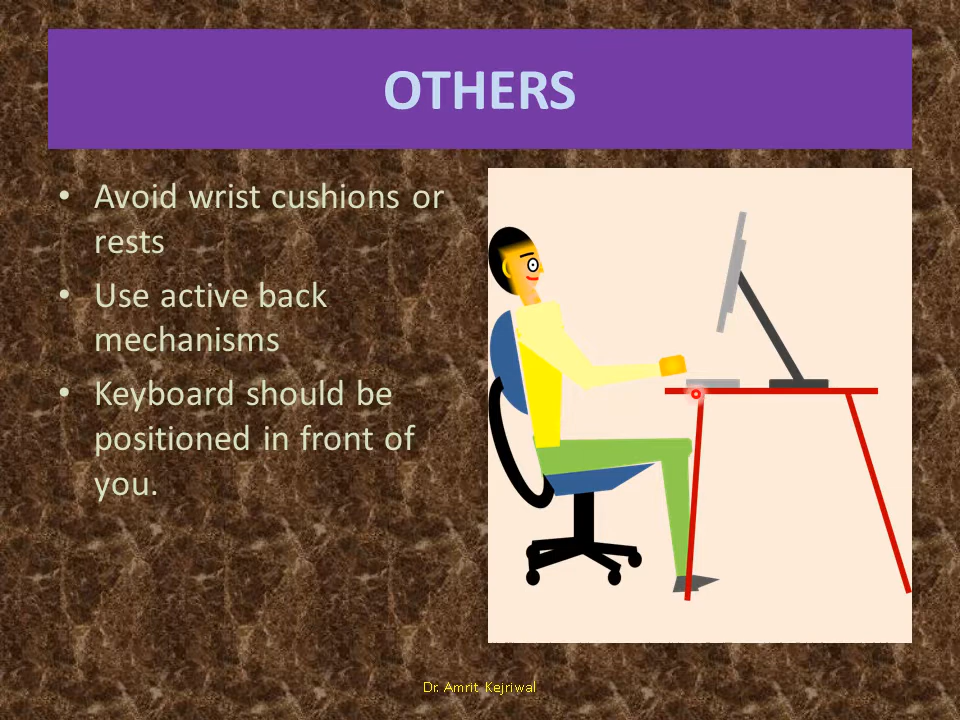 OTHERS
• Avoid wrist cushions or
rests
• Use active back
mechanisms
• Keyboard should be
positioned in front of
you.
Dr. Amrit Kejriwal